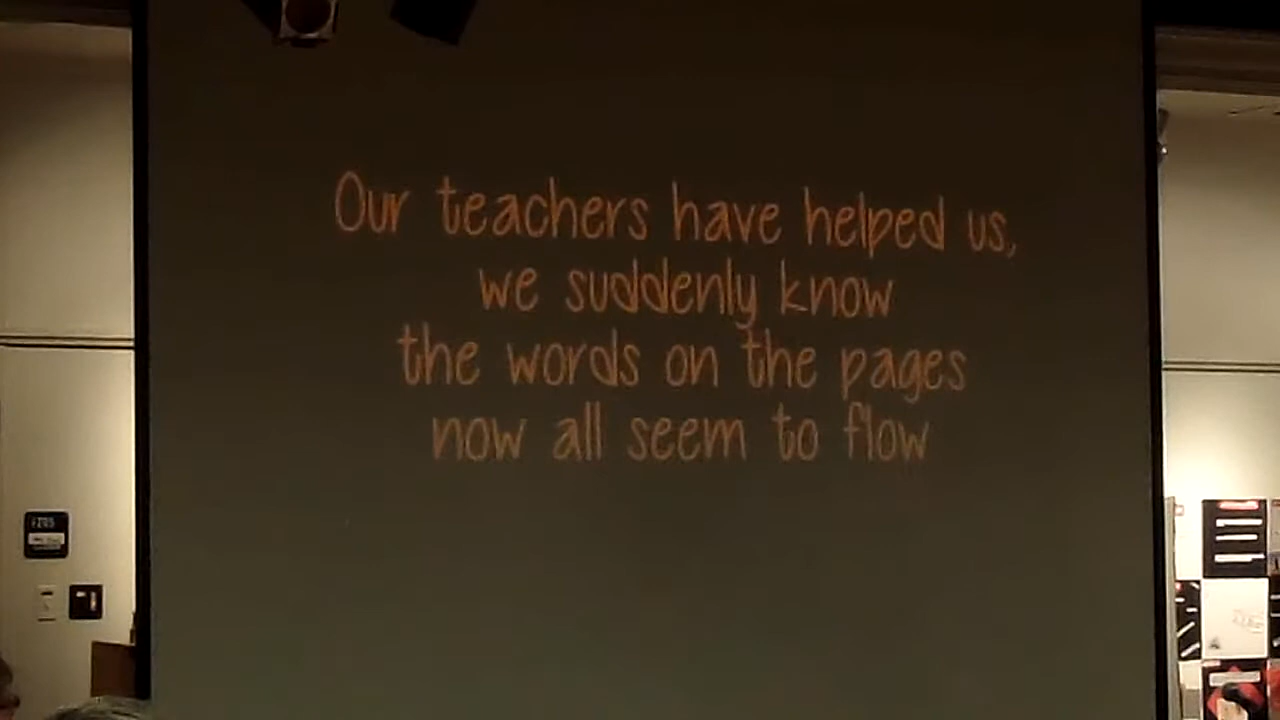 Our teachers have helped us,
we suddenly know
the words on the pages
now all seem to flow